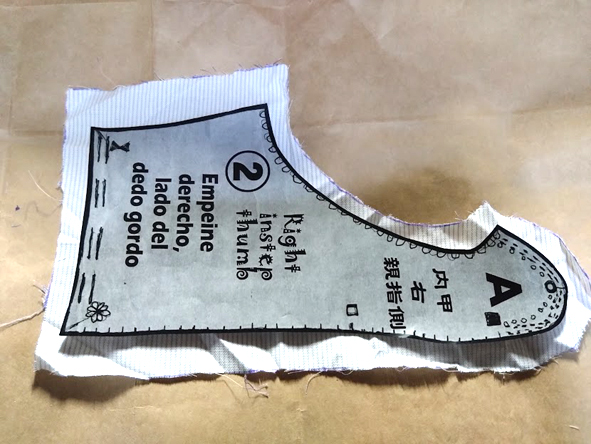 ②
Empeine
derecho,
lado del
dedo gordo
Right
instep
thumb
内甲
右
親指側
A